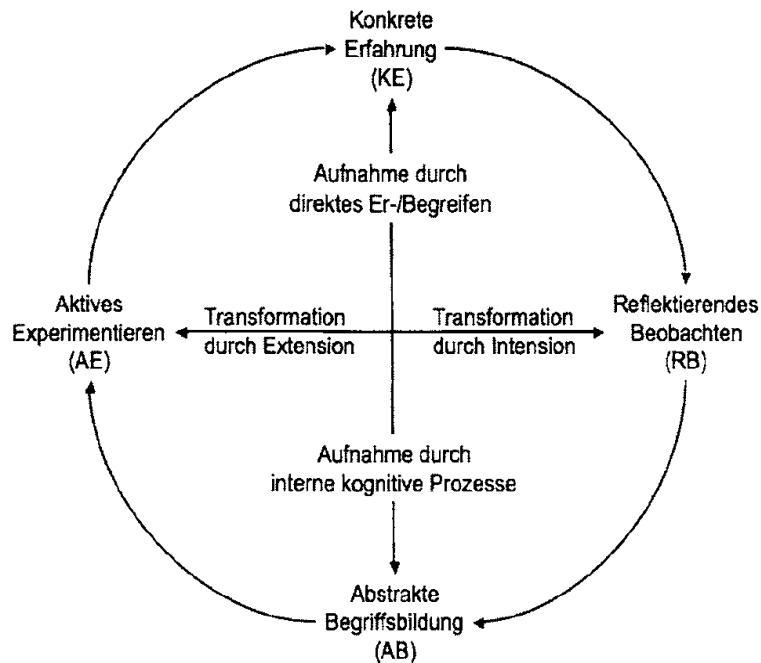 Konkrete
Erfahrung
(KE)
Aufnahme durch
direktes Er-/Begreifen
Aktives
Experimentieren
(AE)
Transformation
durch Extension
Transformation
durch Intension
Reflektierendes
Beobachten
(RB)
Aufnahme durch
interne kognitive Prozesse
Abstrakte
Begriffsbildung
(AB)